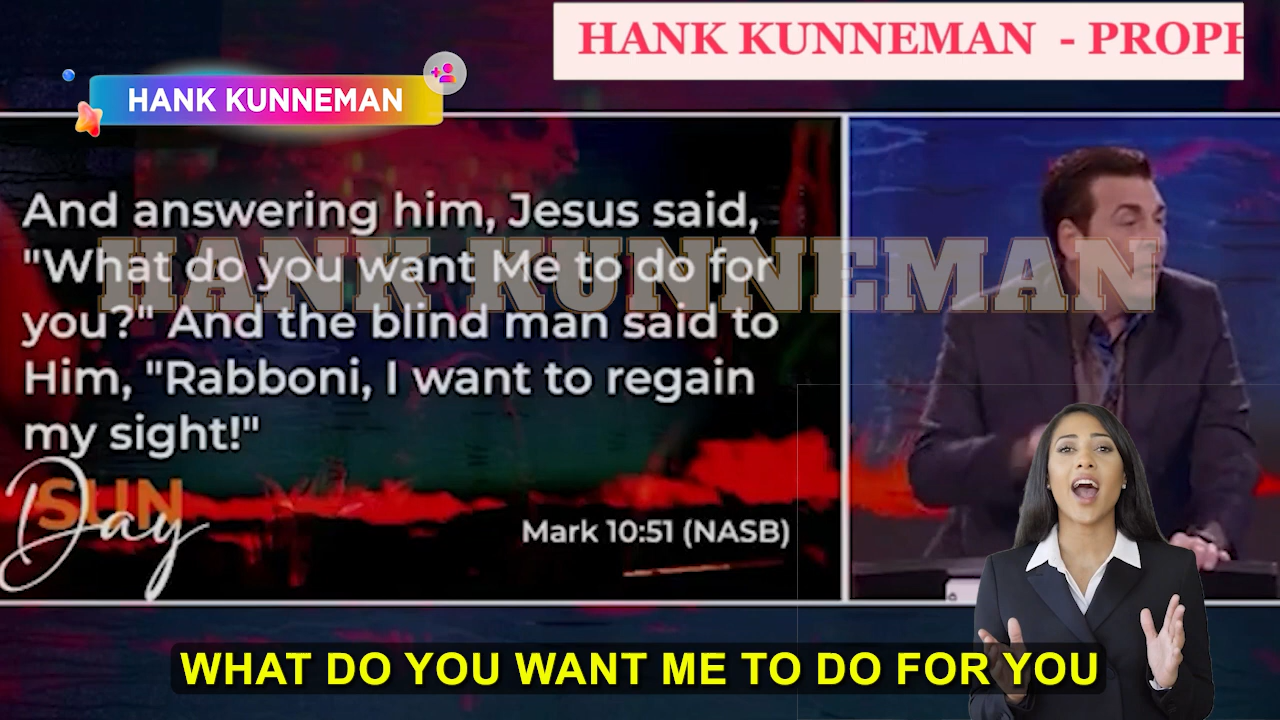 HANK KUNNEMAN - PROPH
HANK KUNNEMAN
And answering him, Jesus said,
"What do you want Me to do for
you?" And the blind man said to
Him, "Rabboni, I want to regain
my sight!"
HANK KUNNEMAN
SUN
Day
Mark 10:51 (NASB)
WHAT DO YOU WANT ME TO DO FOR YOU